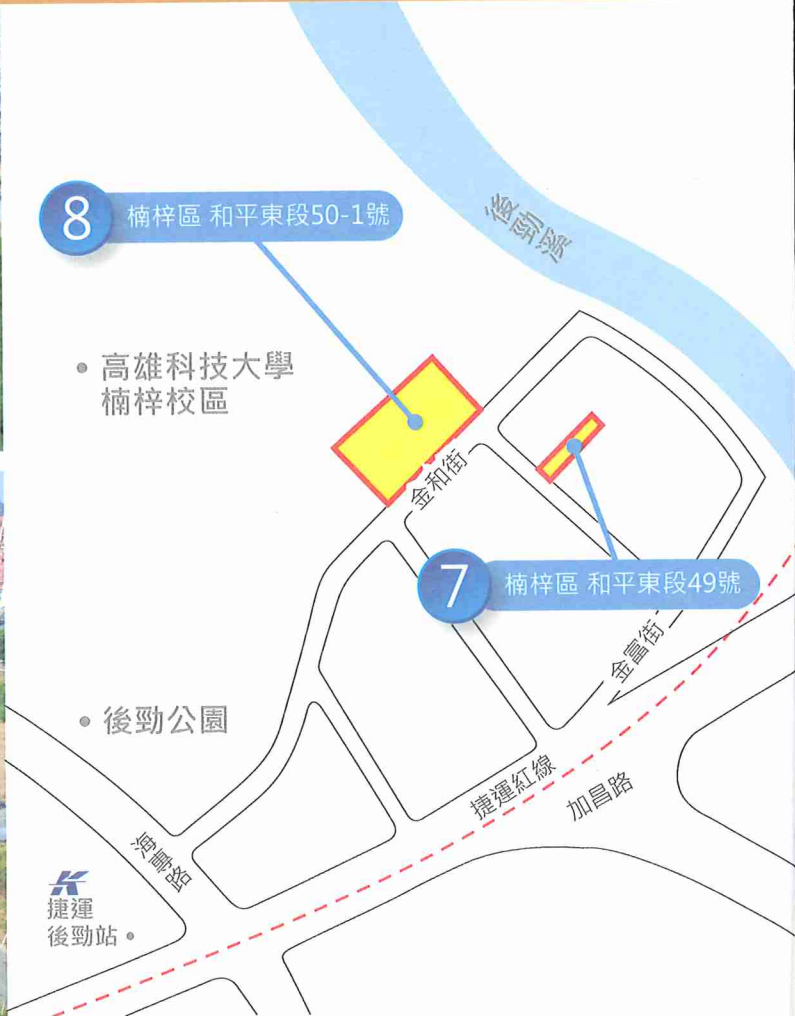 8 楠梓區 和平東段50-1號
後勁溪
高雄科技大學
楠梓校區
金和街
7 楠梓區 和平東段49號
金富街
後勁公園
捷運紅線
加昌路
海專路
捷運
後勁站